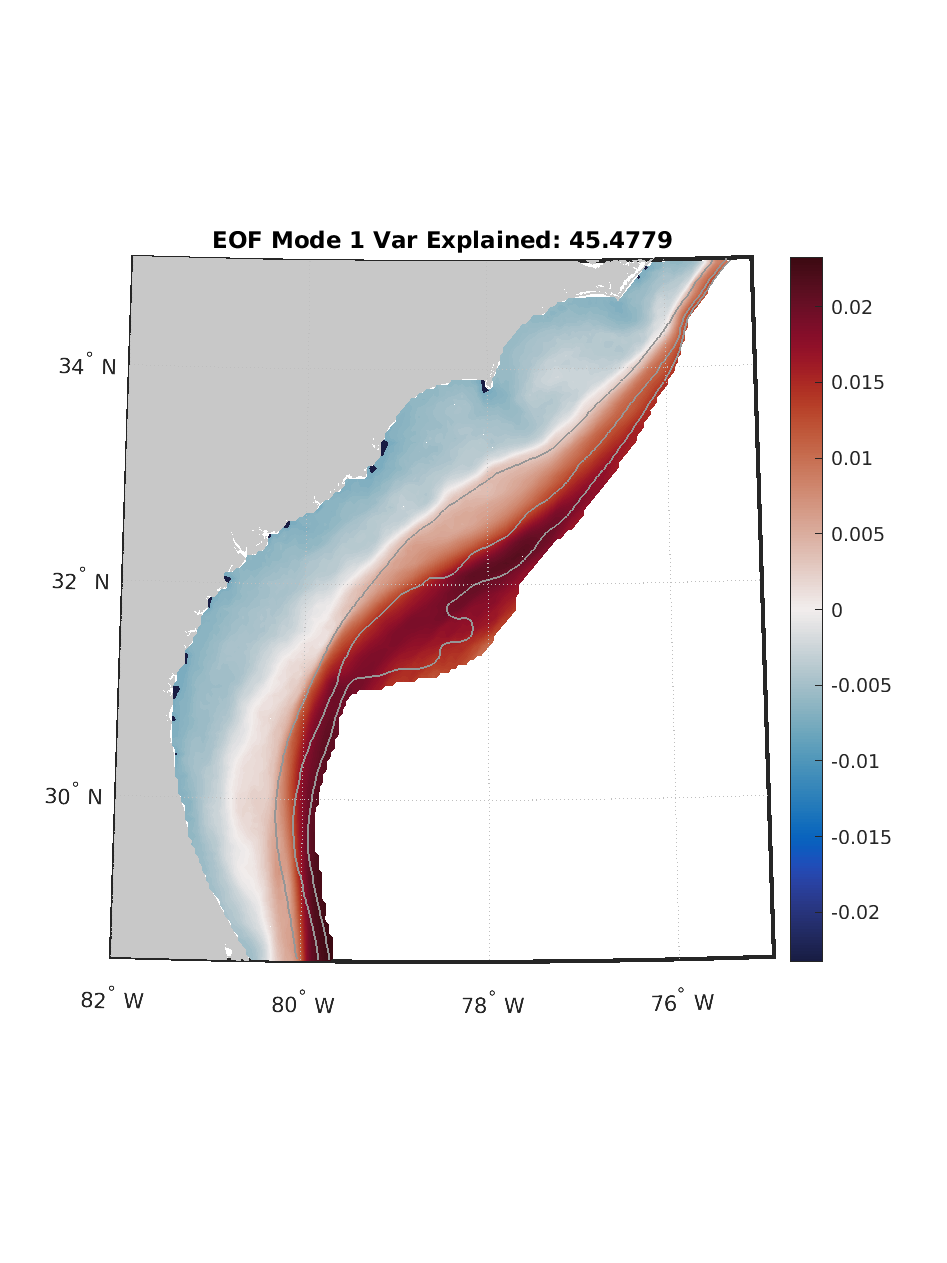 EOF Mode 1 Var Explained: 45.4779
34° N
32° N
30° N
82° W
80° W
78° W
76° W
0.02
0.015
0.01
0.005
0
-0.005
-0.01
-0.015
-0.02